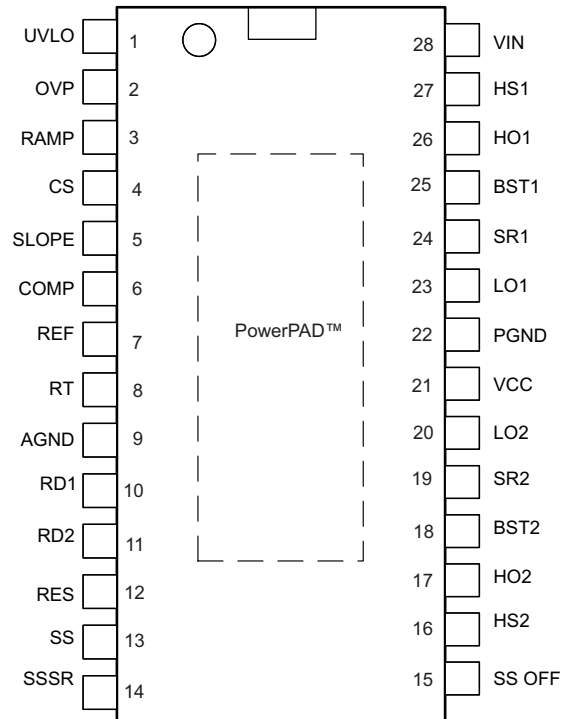 UVLO 1 28 VIN
OVP 2 27 HS1
RAMP 3 26 HO1
CS 4 25 BST1
SLOPE 5 24 SR1
COMP 6 23 LO1
REF 7 PowerPAD™ 22 PGND
RT 8 21 VCC
AGND 9 20 LO2
RD1 10 19 SR2
RD2 11 18 BST2
RES 12 17 HO2
SS 13 16 HS2
SSSR 14 15 SS OFF